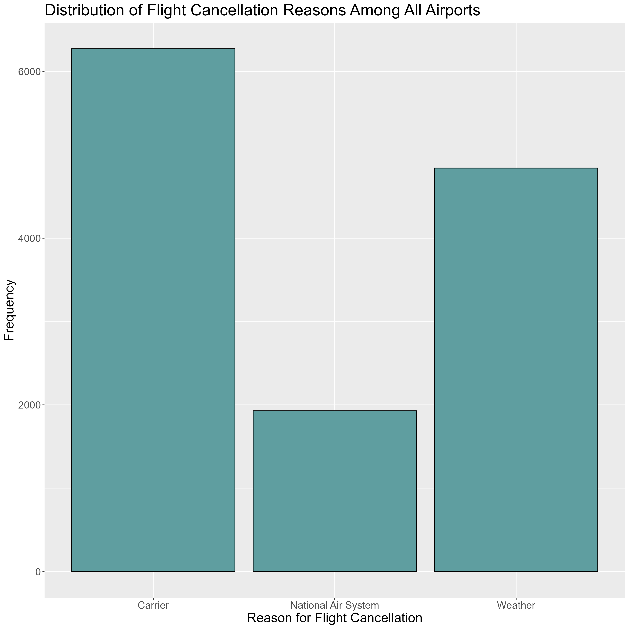 Distribution of Flight Cancellation Reasons Among All Airports
6000
4000
2000
0
Frequency
Carrier
National Air System
Weather
Reason for Flight Cancellation